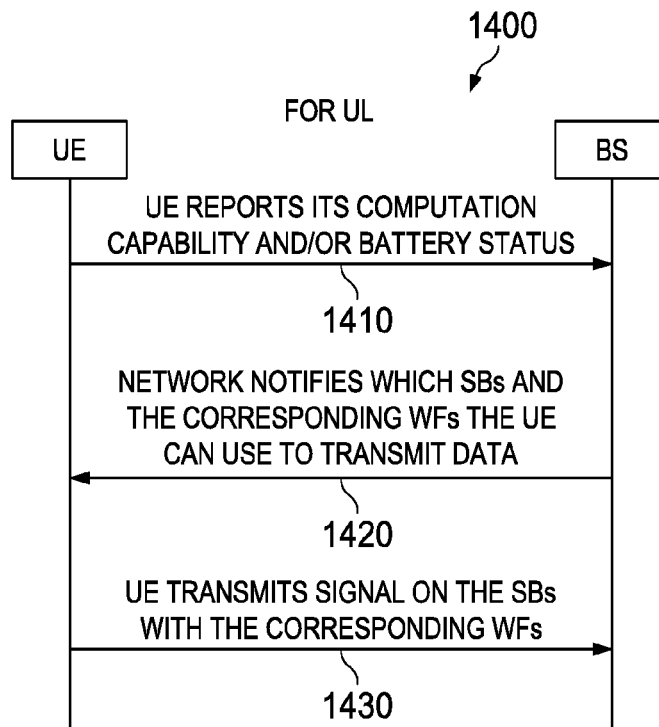 1400
FOR UL
UE
BS
UE REPORTS ITS COMPUTATION
CAPABILITY AND/OR BATTERY STATUS
1410
NETWORK NOTIFIES WHICH SBs AND
THE CORRESPONDING WFs THE UE
CAN USE TO TRANSMIT DATA
1420
UE TRANSMITS SIGNAL ON THE SBs
WITH THE CORRESPONDING WFs
1430